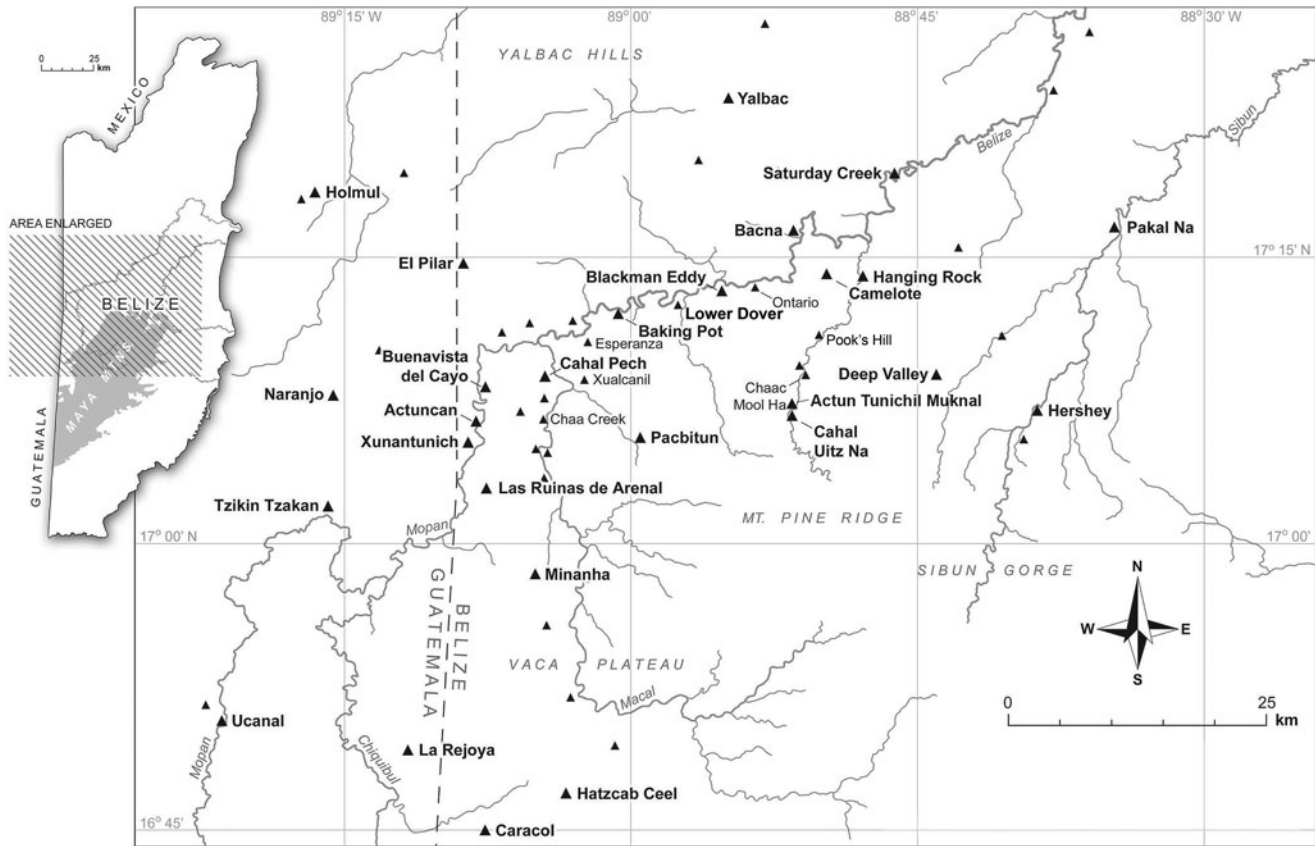 89° 15' W
89° 00'
88° 45'
88° 30' W
0 25
km
MEXICO
AREA ENLARGED
BELIZE
MAYA MTNS
GUATEMALA
YALBAC HILLS
Yalbac
Belize
Sibun
Saturday Creek
Holmul
Bacna
Pakal Na
17° 15' N
El Pilar
Blackman Eddy
Hanging Rock
Camelote
Ontario
Lower Dover
Baking Pot
Esperanza
Pook's Hill
Buenavista
del Cayo
Cahal Pech
Xualcanil
Chaac
Mool Ha
Deep Valley
Naranjo
Actuncan
Chaa Creek
Actun Tunichil Muknal
Hershey
Xunantunich
Pacbitun
Cahal
Uitz Na
Las Ruinas de Arenal
Tzikin Tzakan
Mopan
MT. PINE RIDGE
17° 00' N
SIBUN GORGE
Minanha
GUATEMALA
BELIZE
N
W E
S
VACA PLATEAU
Macal
0 25
km
Ucanal
Mopan
Chiquibul
La Rejoya
Hatzcab Ceel
16° 45'
Caracol